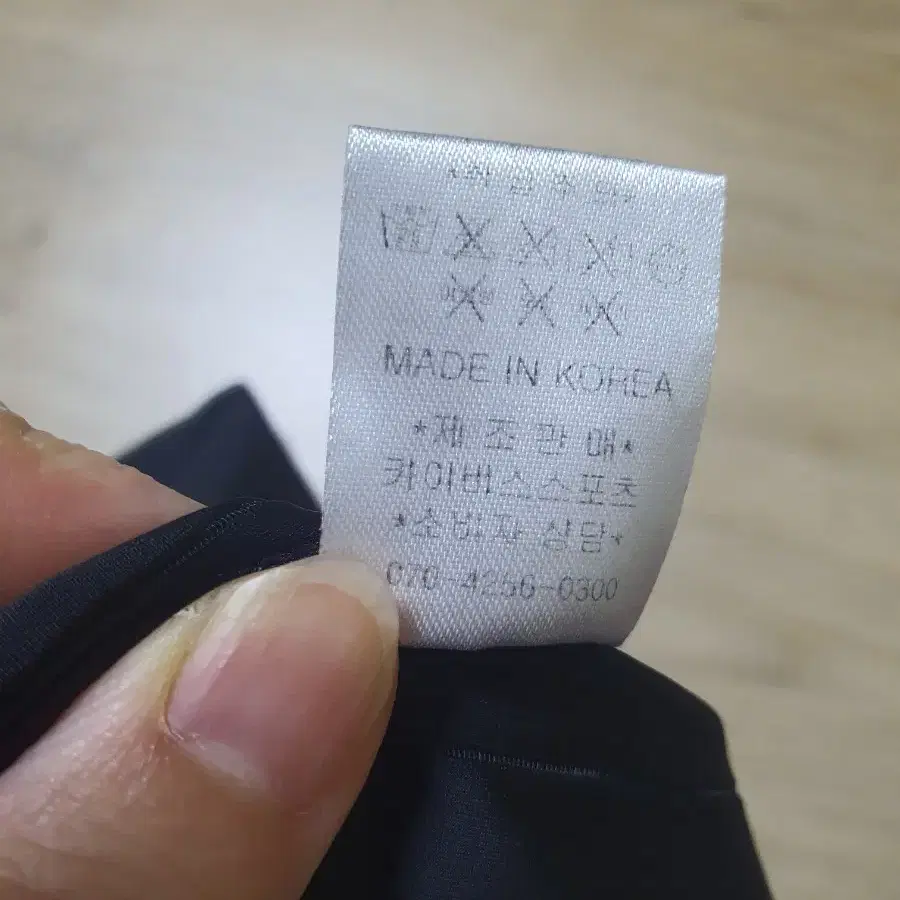 *취급주의*
MADE IN KOREA
*제조판매*
카이버스스포츠
*소비자상담*
070-4256-0300